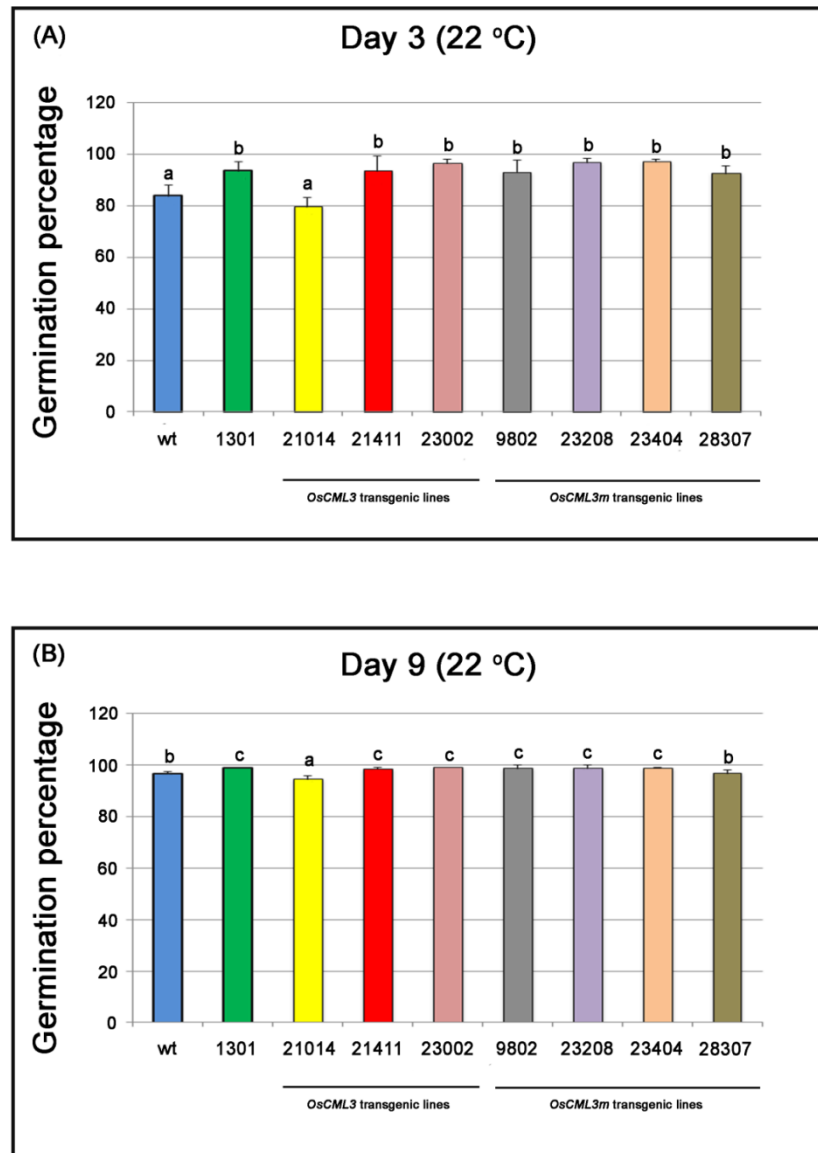 (A)
Day 3 (22 °C)
Germination percentage
120
100
80
60
40
20
0
a
b
a
b
b
b
b
b
b
wt 1301 21014 21411 23002 9802 23208 23404 28307
OsCML3 transgenic lines
OsCML3m transgenic lines
(B)
Day 9 (22 °C)
Germination percentage
120
100
80
60
40
20
0
b
c
a
c
c
c
c
c
b
wt 1301 21014 21411 23002 9802 23208 23404 28307
OsCML3 transgenic lines
OsCML3m transgenic lines